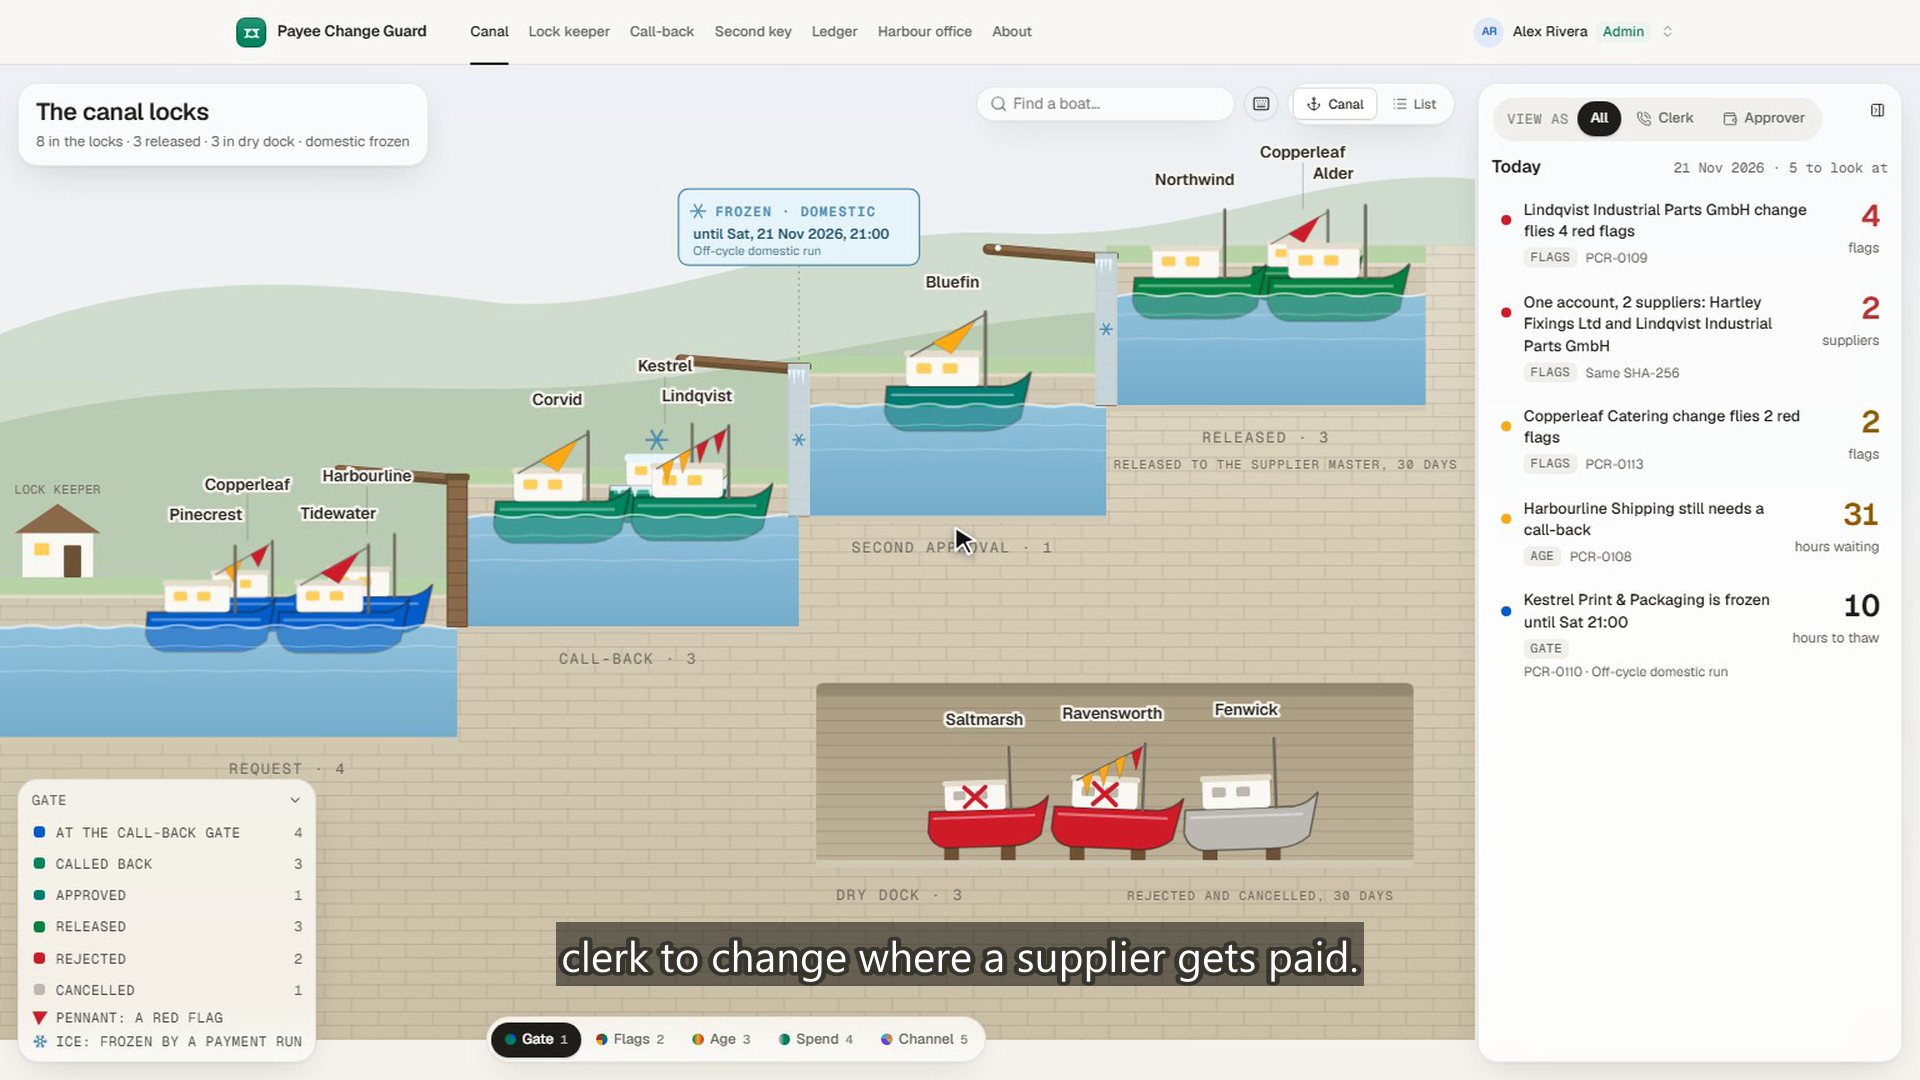 Payee Change Guard
Canal
Lock keeper
Call-back
Second key
Ledger
Harbour office
About
AR
Alex Rivera
Admin
The canal locks
8 in the locks · 3 released · 3 in dry dock · domestic frozen
Find a boat...
Canal
List
VIEW AS
All
Clerk
Approver
Today
21 Nov 2026 · 5 to look at
Lindqvist Industrial Parts GmbH change
flies 4 red flags
FLAGS PCR-0109
4
flags
One account, 2 suppliers: Hartley
Fixings Ltd and Lindqvist Industrial
Parts GmbH
FLAGS Same SHA-256
2
suppliers
Copperleaf Catering change flies 2 red
flags
FLAGS PCR-0113
2
flags
Harbourline Shipping still needs a
call-back
AGE PCR-0108
31
hours waiting
Kestrel Print & Packaging is frozen
until Sat 21:00
GATE
PCR-0110 · Off-cycle domestic run
10
hours to thaw
FROZEN · DOMESTIC
until Sat, 21 Nov 2026, 21:00
Off-cycle domestic run
Copperleaf
Alder
Northwind
Bluefin
Kestrel
Lindqvist
Corvid
Harbourline
Copperleaf
Pinecrest
Tidewater
LOCK KEEPER
RELEASED · 3
RELEASED TO THE SUPPLIER MASTER, 30 DAYS
SECOND APPROVAL · 1
CALL-BACK · 3
REQUEST · 4
Saltmarsh
Ravensworth
Fenwick
DRY DOCK · 3
REJECTED AND CANCELLED, 30 DAYS
GATE
AT THE CALL-BACK GATE 4
CALLED BACK 3
APPROVED 1
RELEASED 3
REJECTED 2
CANCELLED 1
PENNANT: A RED FLAG
ICE: FROZEN BY A PAYMENT RUN
clerk to change where a supplier gets paid.
Gate 1
Flags 2
Age 3
Spend 4
Channel 5